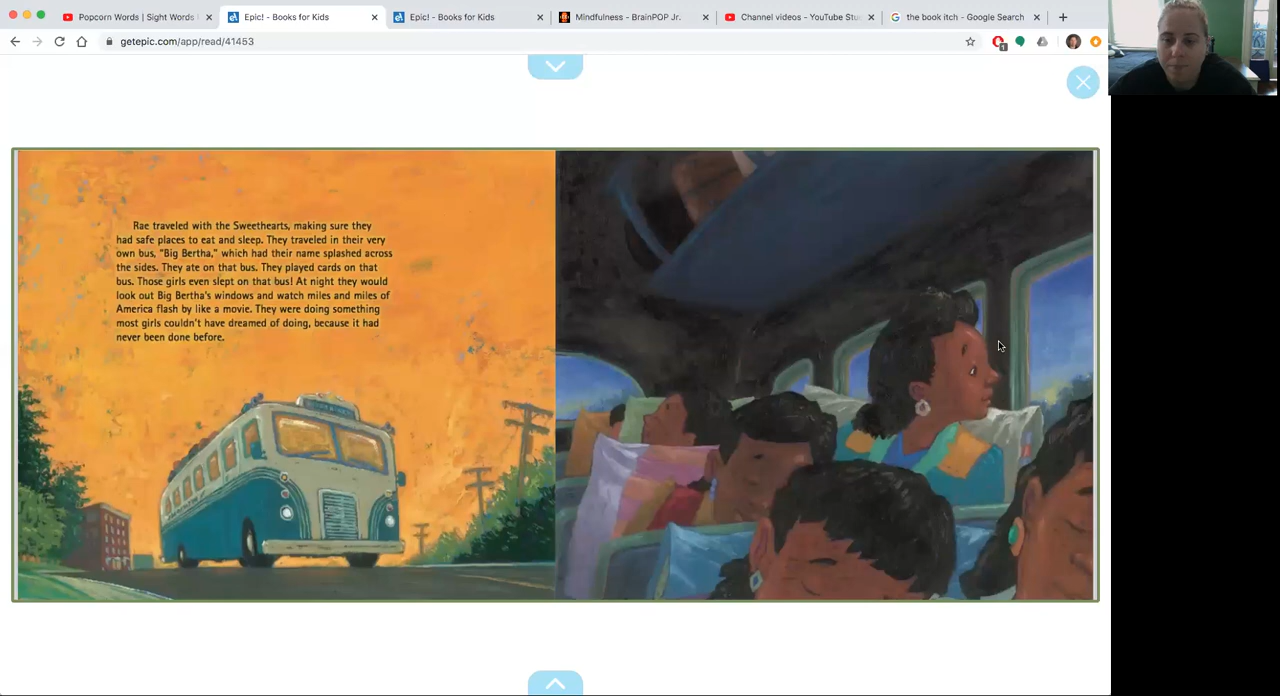 Popcorn Words | Sight Words
Epic! - Books for Kids
Epic! - Books for Kids
Mindfulness - BrainPOP Jr.
Channel videos - YouTube Stu
the book itch - Google Search
getepic.com/app/read/41453
1
Rae traveled with the Sweethearts, making sure they
had safe places to eat and sleep. They traveled in their very
own bus, "Big Bertha," which had their name splashed across
the sides. They ate on that bus. They played cards on that
bus. Those girls even slept on that bus! At night they would
look out Big Bertha's windows and watch miles and miles of
America flash by like a movie. They were doing something
most girls couldn't have dreamed of doing, because it had
never been done before.